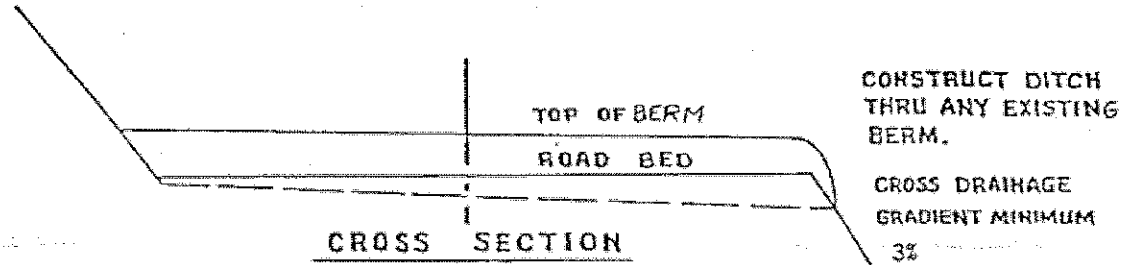 TOP OF BERM
ROAD BED
CROSS SECTION
CONSTRUCT DITCH
THRU ANY EXISTING
BERM.
CROSS DRAINAGE
GRADIENT MINIMUM
3%